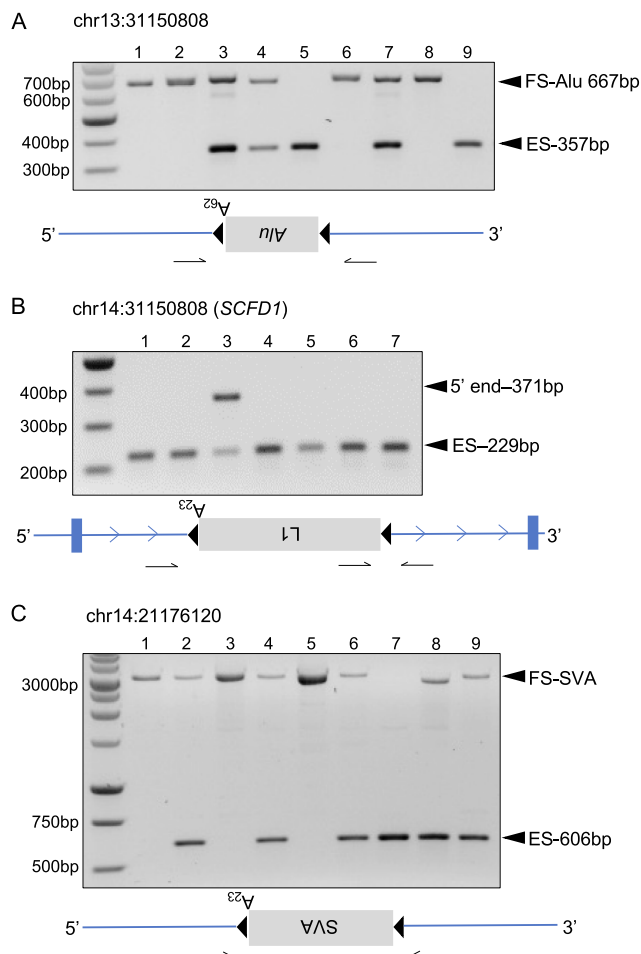 A chr13:31150808
1 2 3 4 5 6 7 8 9
700bp
600bp
400bp
300bp
FS-Alu 667bp
ES-357bp
A62
5' Alu 3'
B chr14:31150808 (SCFD1)
1 2 3 4 5 6 7
400bp
300bp
200bp
5' end–371bp
ES–229bp
A23
5' L1 3'
C chr14:21176120
1 2 3 4 5 6 7 8 9
3000bp
750bp
500bp
FS-SVA
ES-606bp
A23
5' SVA 3'